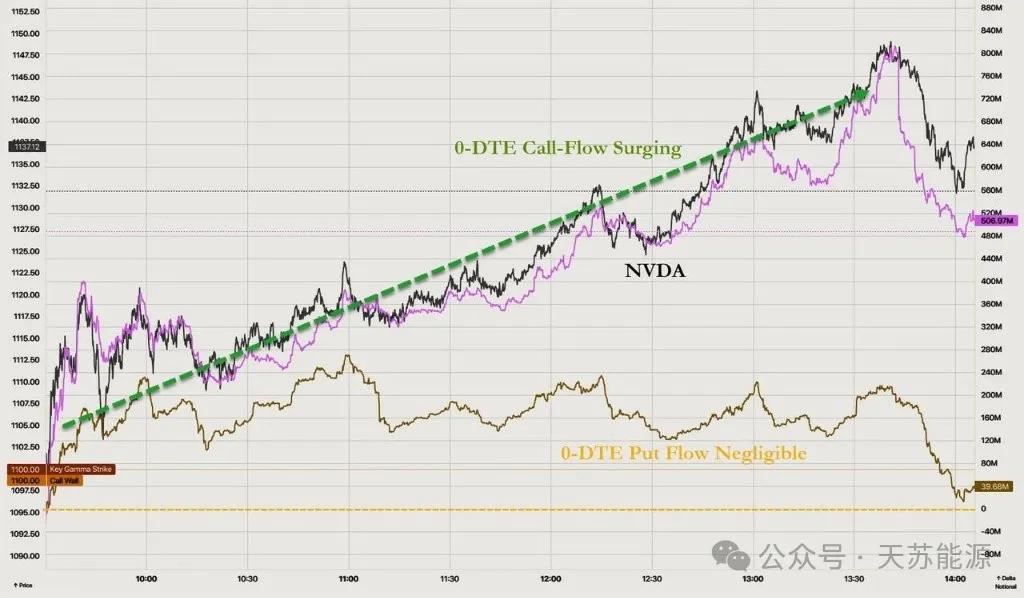 1152.50
1150.00
1147.50
1145.00
1142.50
1140.00
1137.12
1135.00
1132.50
1130.00
1127.50
1125.00
1122.50
1120.00
1117.50
1115.00
1112.50
1110.00
1107.50
1105.00
1102.50
1100.00 Key Gamma Strike
1100.00 Call Wall
1097.50
1095.00
1092.50
1090.00
↑ Price
0-DTE Call-Flow Surging
NVDA
0-DTE Put Flow Negligible
880M
840M
800M
760M
720M
680M
640M
600M
560M
520M
506.97M
480M
440M
400M
360M
320M
280M
240M
200M
160M
120M
80M
39.68M
0
-40M
-80M
10:00 10:30 11:00 11:30 12:00 12:30 13:00 13:30 14:00
↑ Delta
Notional
公众号 · 天苏能源